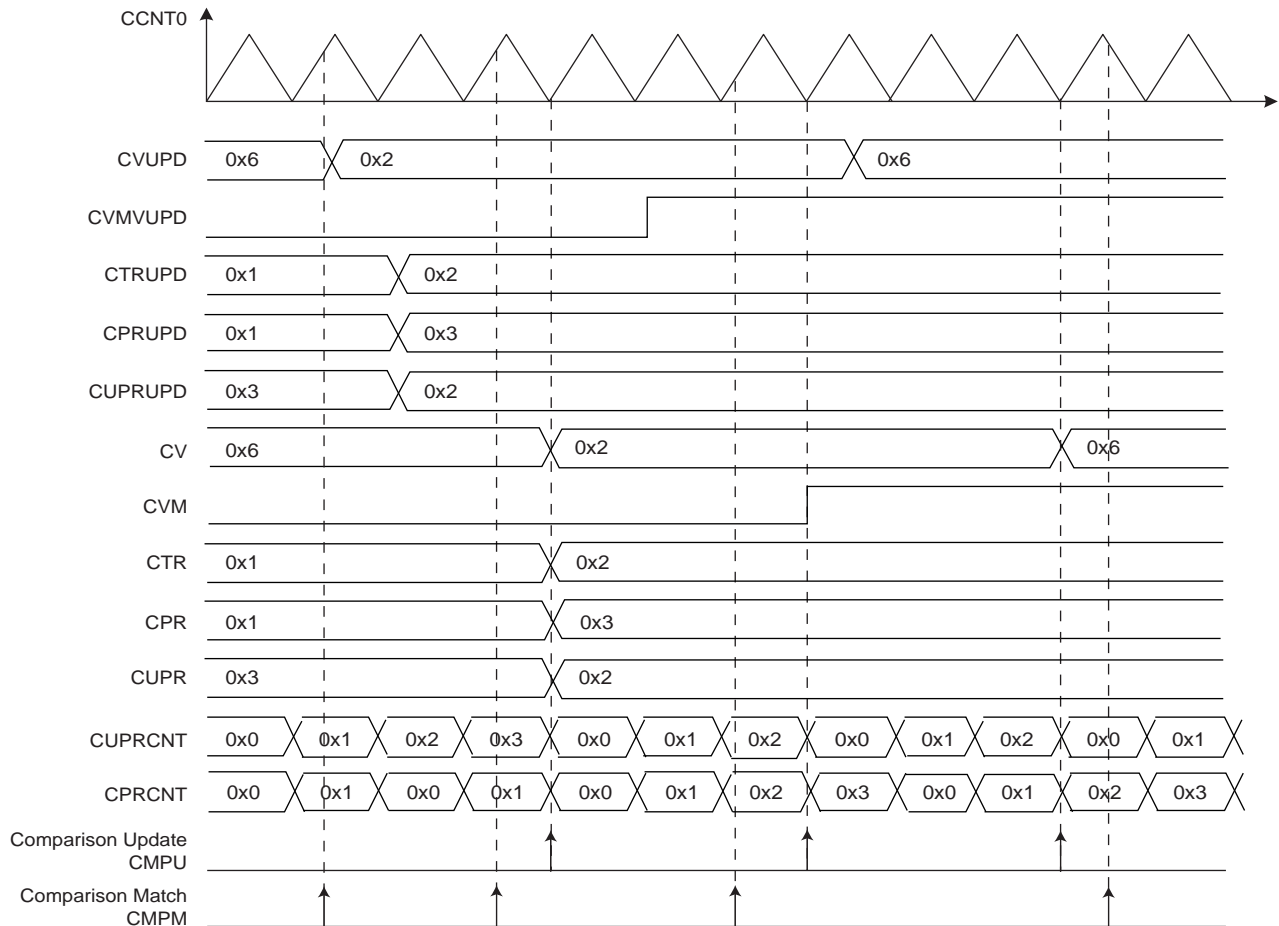 CCNT0
CVUPD 0x6 0x2 0x6
CVMVUPD
CTRUPD 0x1 0x2
CPRUPD 0x1 0x3
CUPRUPD 0x3 0x2
CV 0x6 0x2 0x6
CVM
CTR 0x1 0x2
CPR 0x1 0x3
CUPR 0x3 0x2
CUPRCNT 0x0 0x1 0x2 0x3 0x0 0x1 0x2 0x0 0x1 0x2 0x0 0x1
CPRCNT 0x0 0x1 0x0 0x1 0x0 0x1 0x2 0x3 0x0 0x1 0x2 0x3
Comparison Update
CMPU
Comparison Match
CMPM